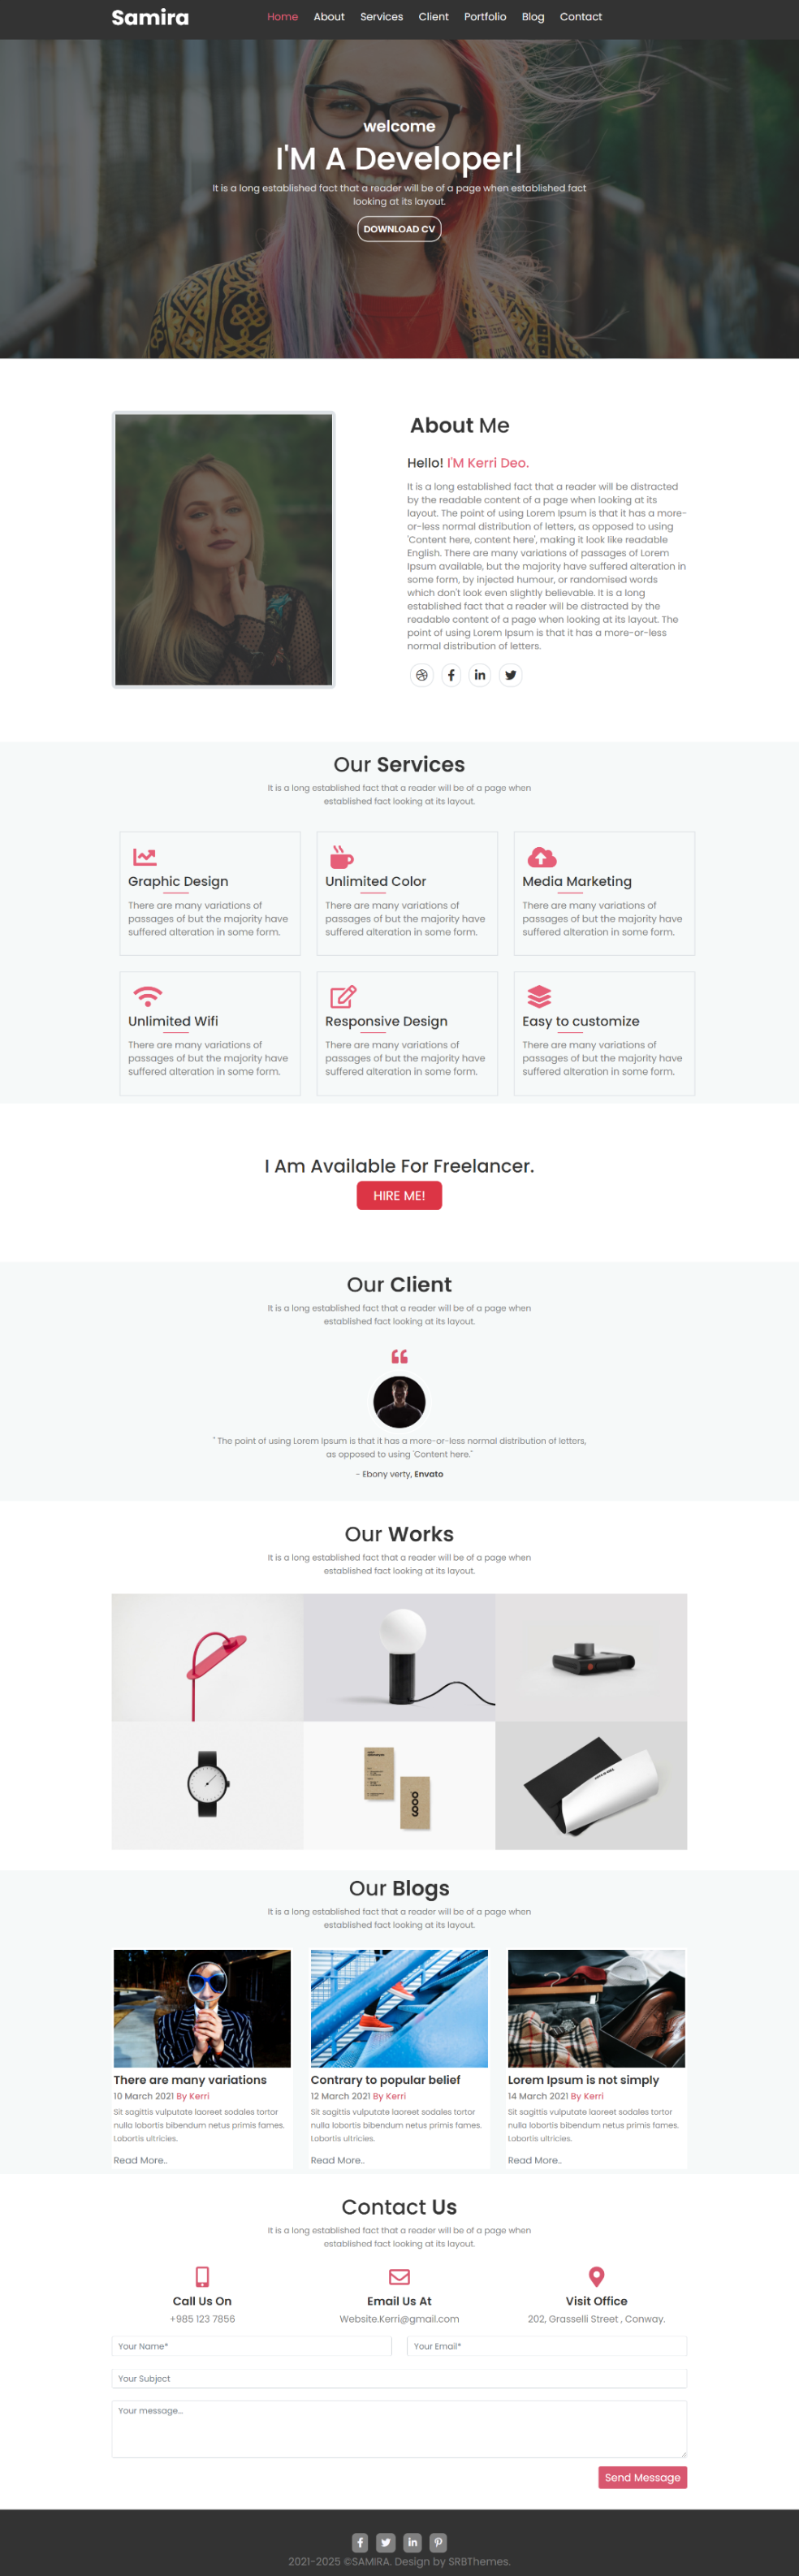 Samira
Home About Services Client Portfolio Blog Contact
welcome
I'M A Developer|
It is a long established fact that a reader will be of a page when established fact
looking at its layout.
DOWNLOAD CV
About Me
Hello! I'M Kerri Deo.
It is a long established fact that a reader will be distracted
by the readable content of a page when looking at its
layout. The point of using Lorem Ipsum is that it has a more-
or-less normal distribution of letters, as opposed to using
'Content here, content here', making it look like readable
English. There are many variations of passages of Lorem
Ipsum available, but the majority have suffered alteration in
some form, by injected humour, or randomised words
which don't look even slightly believable. It is a long
established fact that a reader will be distracted by the
readable content of a page when looking at its layout. The
point of using Lorem Ipsum is that it has a more-or-less
normal distribution of letters.
Our Services
It is a long established fact that a reader will be of a page when
established fact looking at its layout.
Graphic Design
There are many variations of
passages of but the majority have
suffered alteration in some form.
Unlimited Color
There are many variations of
passages of but the majority have
suffered alteration in some form.
Media Marketing
There are many variations of
passages of but the majority have
suffered alteration in some form.
Unlimited Wifi
There are many variations of
passages of but the majority have
suffered alteration in some form.
Responsive Design
There are many variations of
passages of but the majority have
suffered alteration in some form.
Easy to customize
There are many variations of
passages of but the majority have
suffered alteration in some form.
I Am Available For Freelancer.
HIRE ME!
Our Client
It is a long established fact that a reader will be of a page when
established fact looking at its layout.
" The point of using Lorem Ipsum is that it has a more-or-less normal distribution of letters,
as opposed to using 'Content here."
- Ebony verty, Envato
Our Works
It is a long established fact that a reader will be of a page when
established fact looking at its layout.
Our Blogs
It is a long established fact that a reader will be of a page when
established fact looking at its layout.
There are many variations
10 March 2021 By Kerri
Sit sagittis vulputate laoreet sodales tortor
nulla lobortis bibendum netus primis fames.
Lobortis ultricies.
Read More..
Contrary to popular belief
12 March 2021 By Kerri
Sit sagittis vulputate laoreet sodales tortor
nulla lobortis bibendum netus primis fames.
Lobortis ultricies.
Read More..
Lorem Ipsum is not simply
14 March 2021 By Kerri
Sit sagittis vulputate laoreet sodales tortor
nulla lobortis bibendum netus primis fames.
Lobortis ultricies.
Read More..
Contact Us
It is a long established fact that a reader will be of a page when
established fact looking at its layout.
Call Us On
+985 123 7856
Email Us At
Website.Kerri@gmail.com
Visit Office
202, Grasselli Street , Conway.
Your Name*
Your Email*
Your Subject
Your message...
Send Message
2021-2025 ©SAMIRA. Design by SRBThemes.